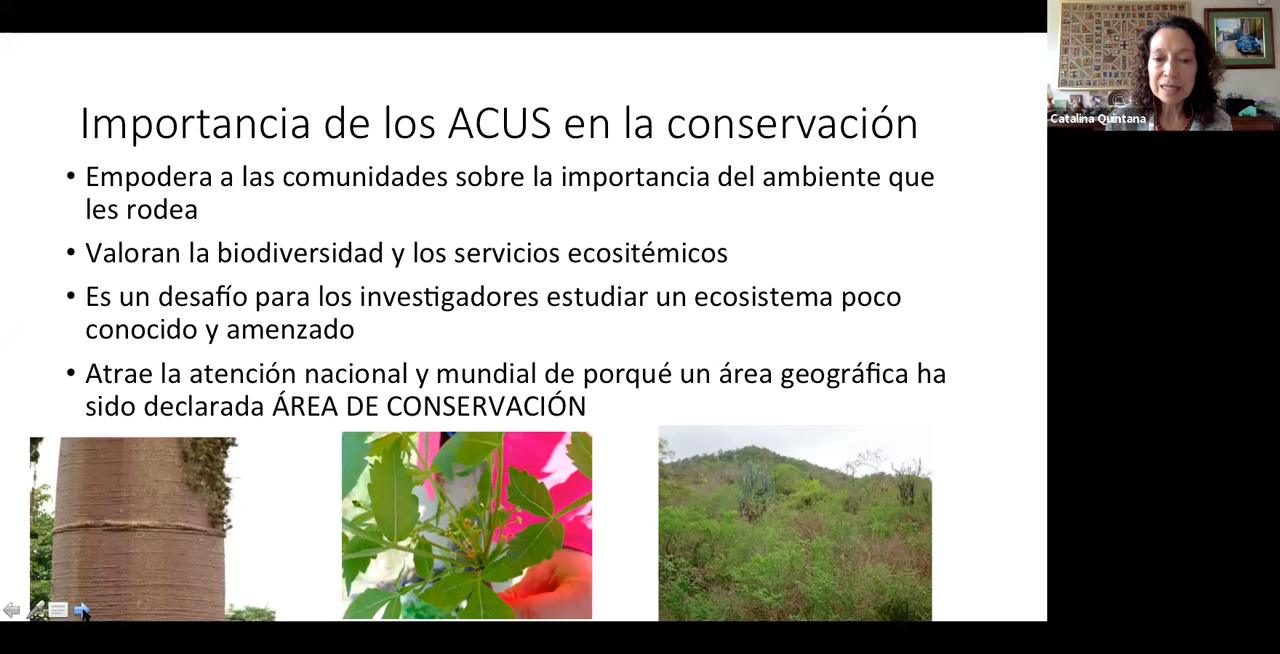 Importancia de los ACUS en la conservación
• Empodera a las comunidades sobre la importancia del ambiente que
les rodea
• Valoran la biodiversidad y los servicios ecositémicos
• Es un desafío para los investigadores estudiar un ecosistema poco
conocido y amenzado
• Atrae la atención nacional y mundial de porqué un área geográfica ha
sido declarada ÁREA DE CONSERVACIÓN
Catalina Quintana